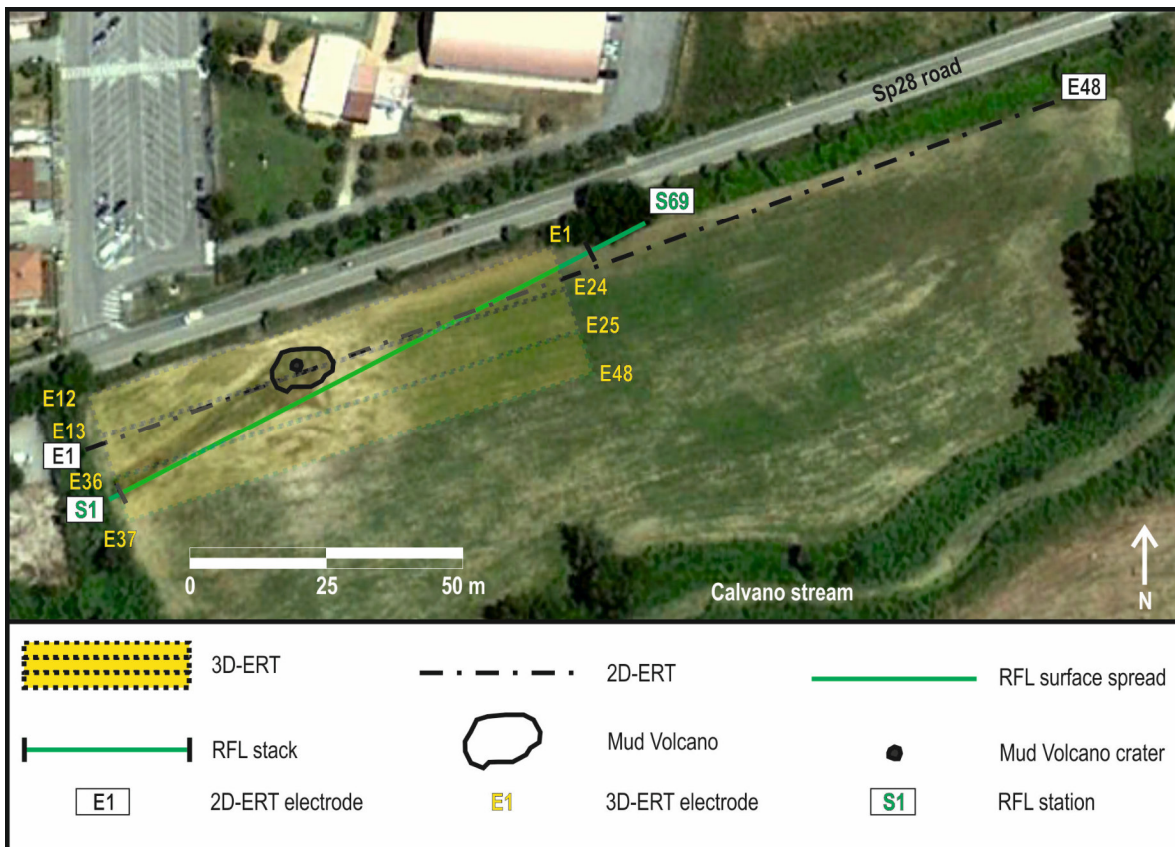 Sp28 road
E48
S69
E1
E24
E25
E48
E12
E13
E1
E36
S1
E37
0 25 50 m
Calvano stream
N
3D-ERT
2D-ERT
RFL surface spread
RFL stack
Mud Volcano
Mud Volcano crater
E1
2D-ERT electrode
E1
3D-ERT electrode
S1
RFL station